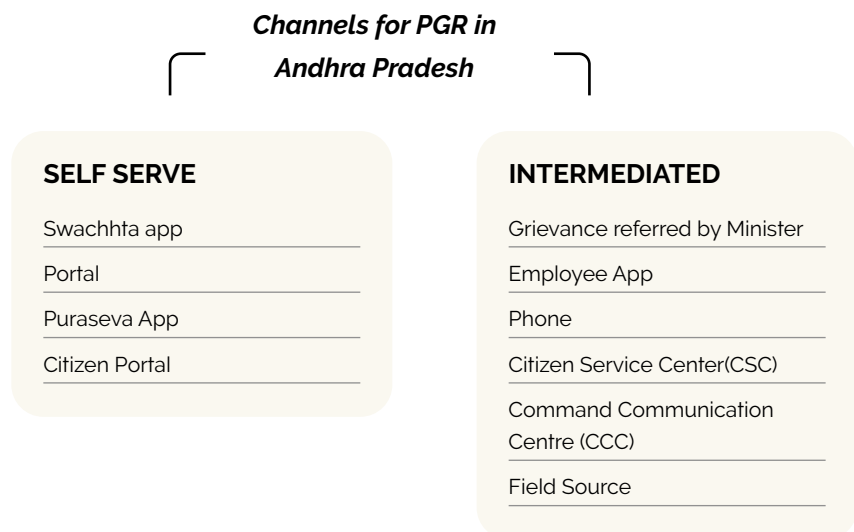 Channels for PGR in
Andhra Pradesh
SELF SERVE
Swachhta app
Portal
Puraseva App
Citizen Portal
INTERMEDIATED
Grievance referred by Minister
Employee App
Phone
Citizen Service Center(CSC)
Command Communication
Centre (CCC)
Field Source